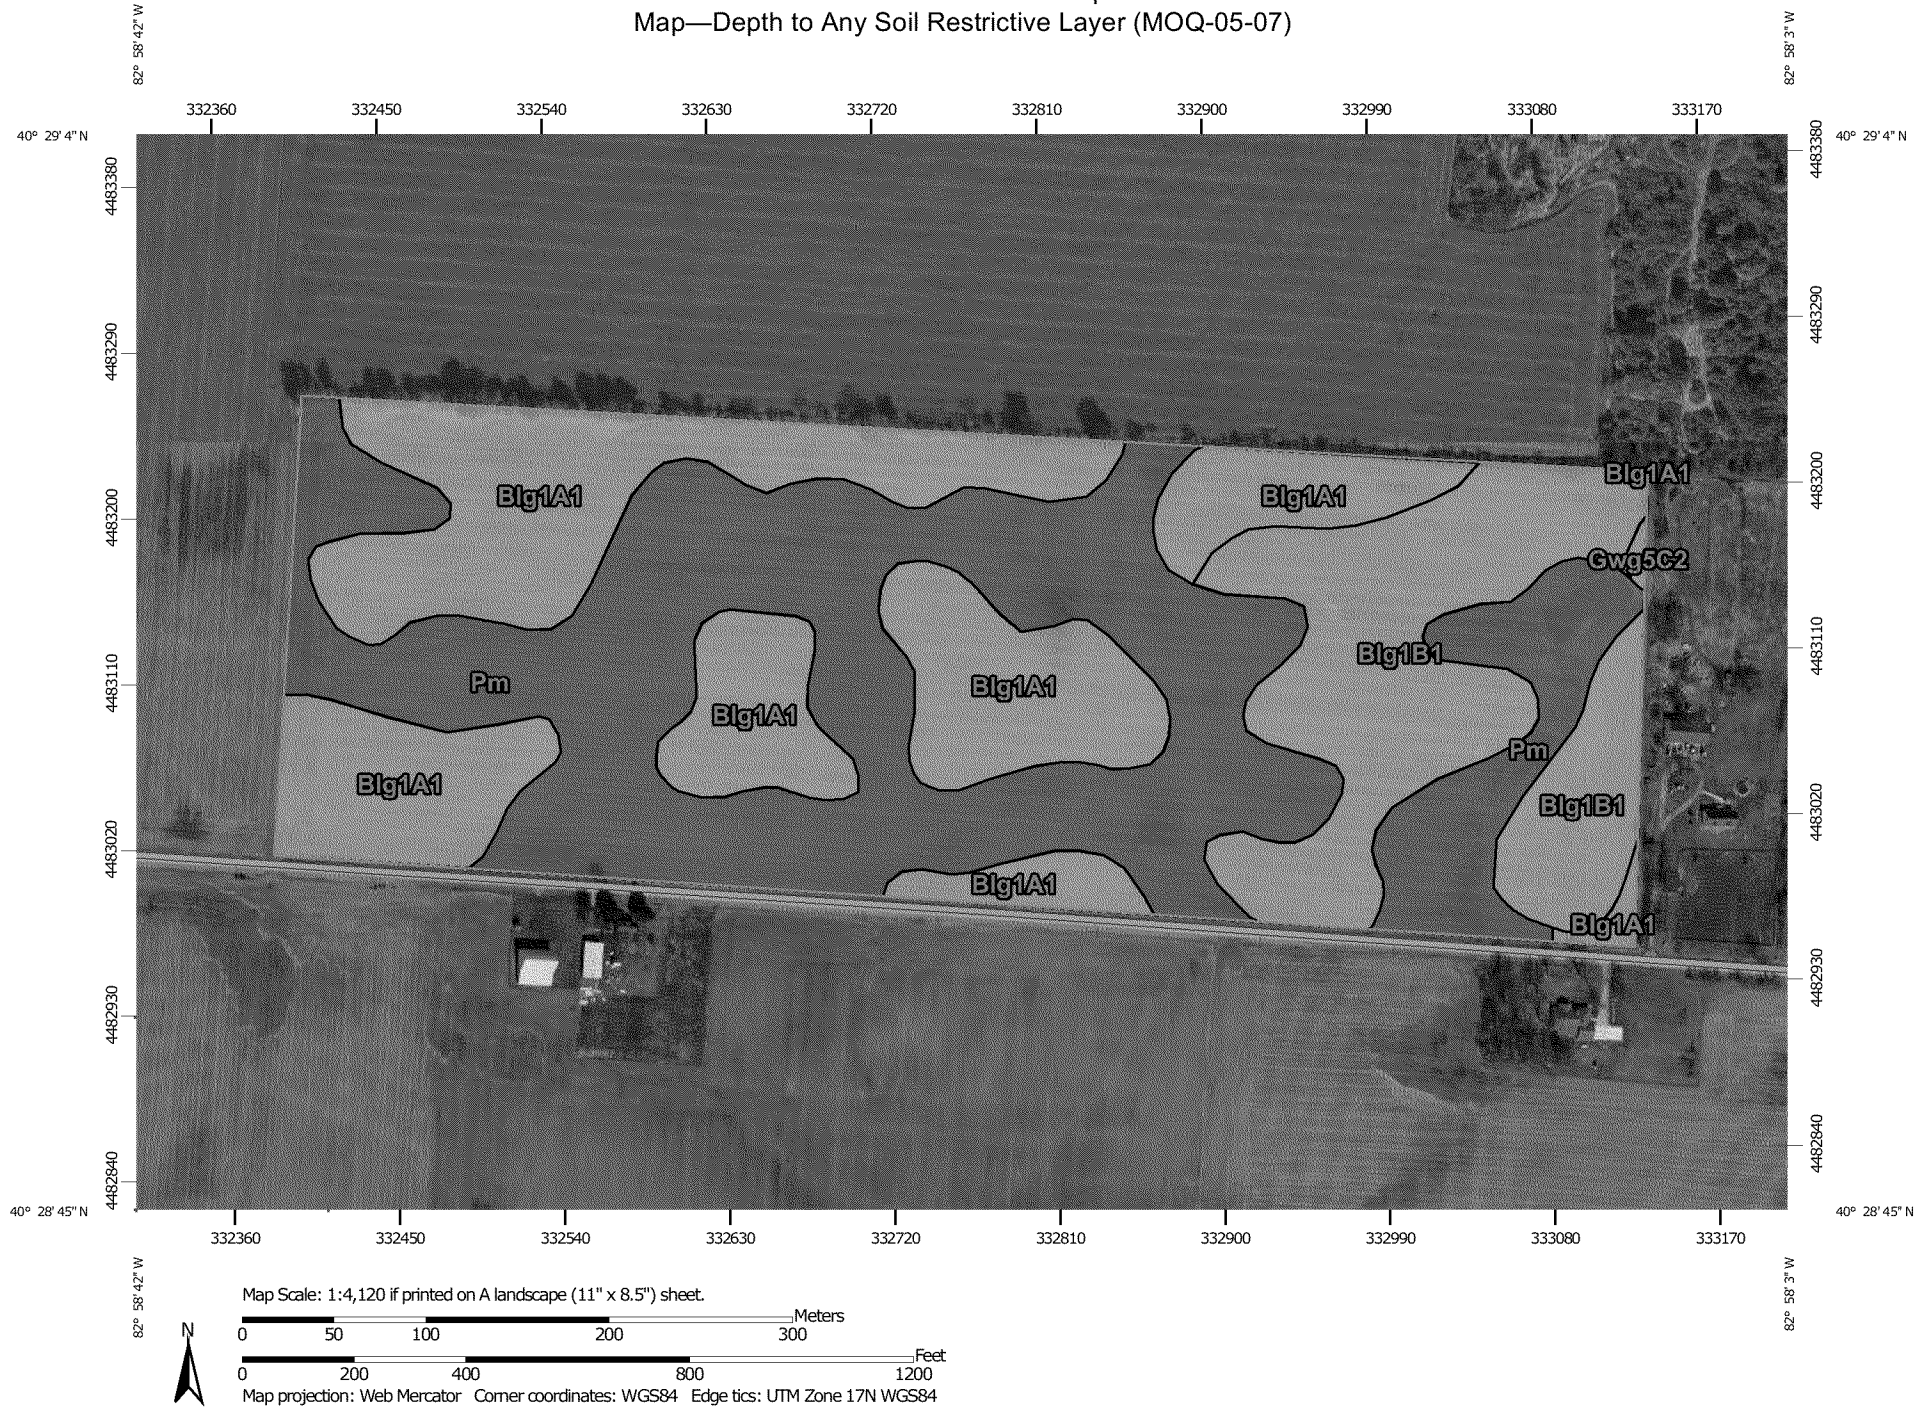 Map—Depth to Any Soil Restrictive Layer (MOQ-05-07)
82° 58' 42" W
82° 58' 3" W
332360 332450 332540 332630 332720 332810 332900 332990 333080 333170
40° 29' 4" N
40° 29' 4" N
4483380
4483380
4483290
4483290
Blg1A1
Blg1A1
Blg1A1
4483200
4483200
Gwg5C2
4483110
Blg1B1
4483110
Pm
Blg1A1
Blg1A1
Pm
Blg1A1
Blg1B1
4483020
4483020
Blg1A1
Blg1A1
4482930
4482930
4482840
4482840
40° 28' 45" N
40° 28' 45" N
332360 332450 332540 332630 332720 332810 332900 332990 333080 333170
82° 58' 42" W
82° 58' 3" W
Map Scale: 1:4,120 if printed on A landscape (11" x 8.5") sheet.
Meters
0 50 100 200 300
Feet
0 200 400 800 1200
N
Map projection: Web Mercator Corner coordinates: WGS84 Edge tics: UTM Zone 17N WGS84